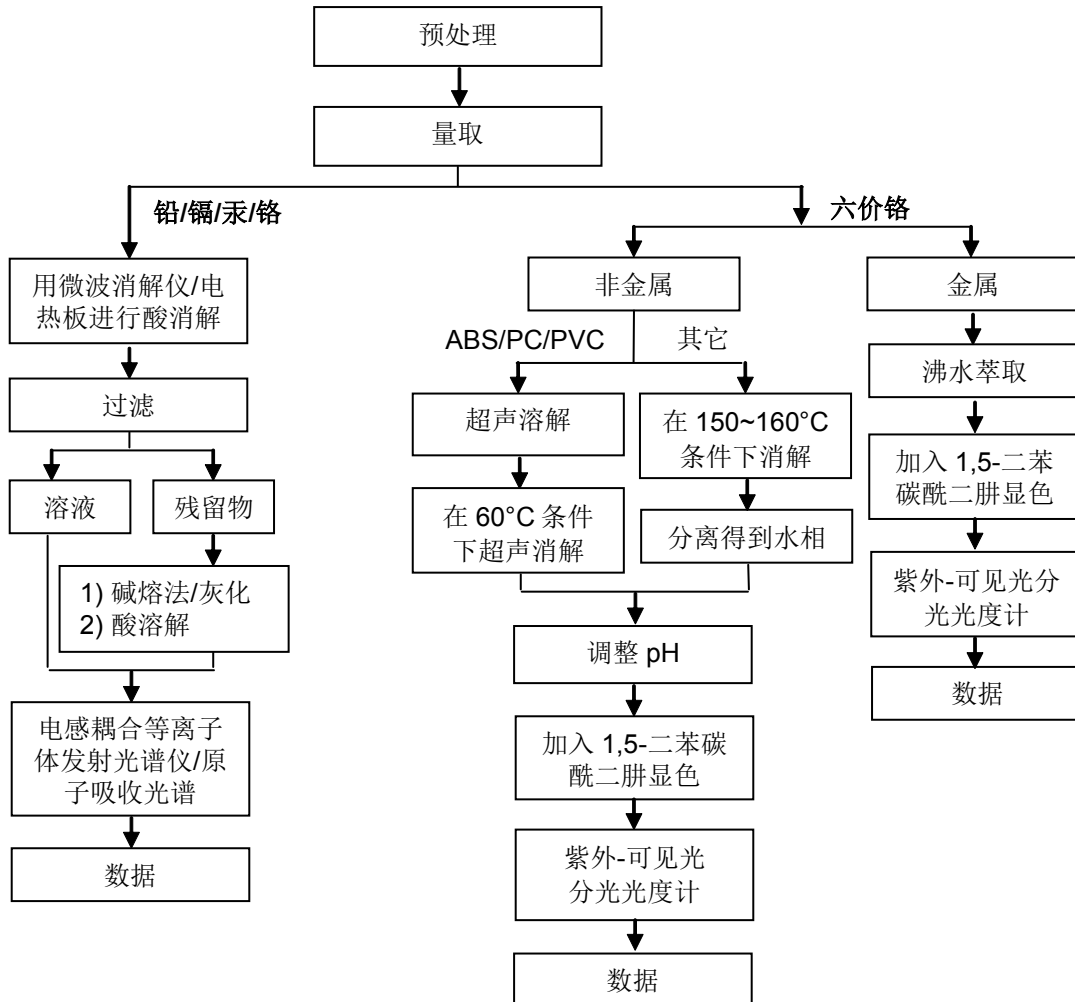 预处理
量取
铅/镉/汞/铬
六价铬
用微波消解仪/电
热板进行酸消解
过滤
溶液
残留物
1) 碱熔法/灰化
2) 酸溶解
电感耦合等离子
体发射光谱仪/原
子吸收光谱
数据
非金属
ABS/PC/PVC
其它
超声溶解
在 60°C 条件
下超声消解
在 150~160°C
条件下消解
分离得到水相
调整 pH
加入 1,5-二苯碳
酰二肼显色
紫外-可见光
分光光度计
数据
金属
沸水萃取
加入 1,5-二苯
碳酰二肼显色
紫外-可见光分
光光度计
数据